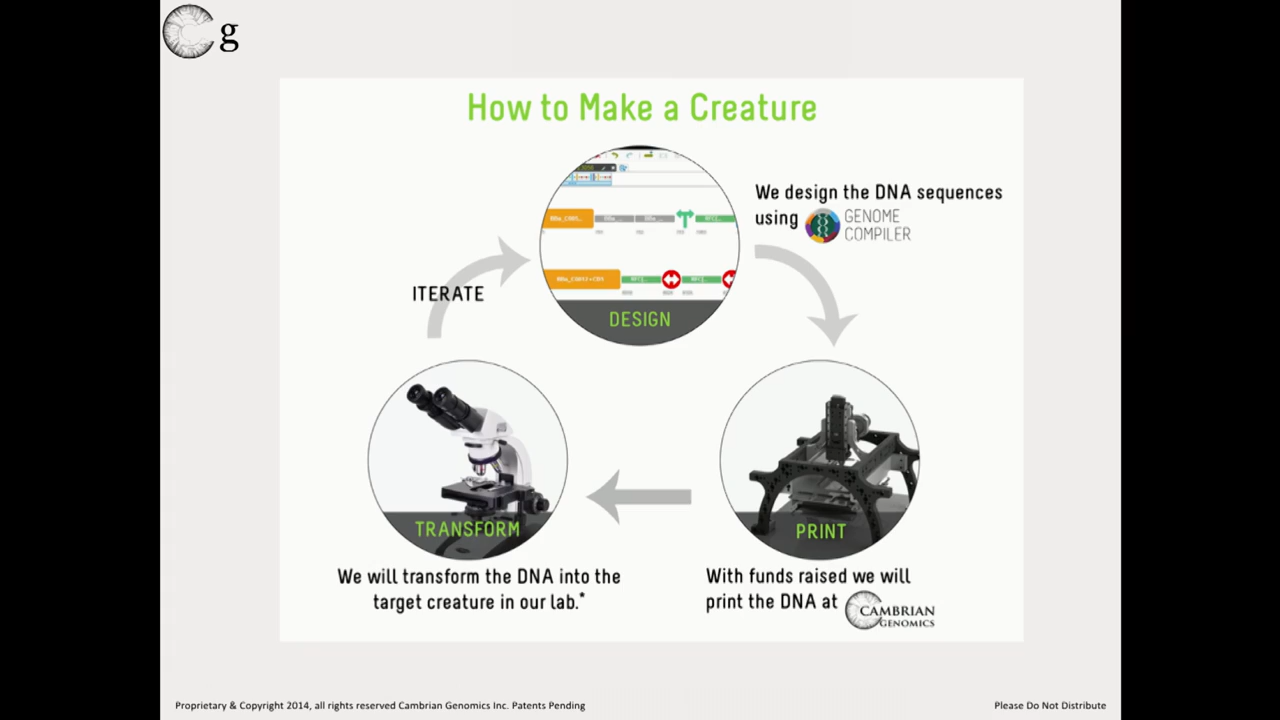 Cg
How to Make a Creature
We design the DNA sequences
using GENOME
COMPILER
DESIGN
ITERATE
TRANSFORM
PRINT
We will transform the DNA into the
target creature in our lab.*
With funds raised we will
print the DNA at CAMBRIAN
GENOMICS
Proprietary & Copyright 2014, all rights reserved Cambrian Genomics Inc. Patents Pending
Please Do Not Distribute